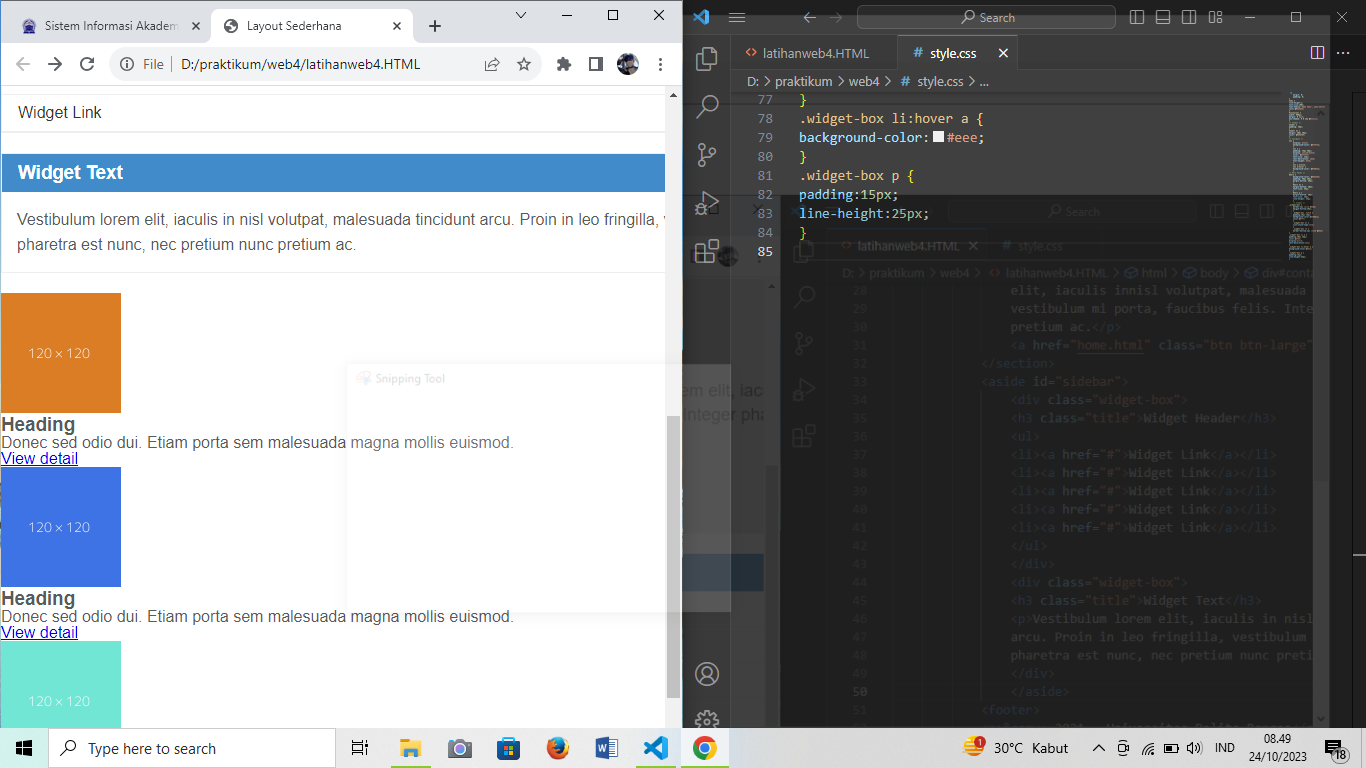 Sistem Informasi Akadem
Layout Sederhana
File
D:/praktikum/web4/latihanweb4.HTML
Widget Link
Widget Text
Vestibulum lorem elit, iaculis in nisl volutpat, malesuada tincidunt arcu. Proin in leo fringilla,
pharetra est nunc, nec pretium nunc pretium ac.
120 × 120
Heading
Donec sed odio dui. Etiam porta sem malesuada magna mollis euismod.
View detail
120 × 120
Heading
Donec sed odio dui. Etiam porta sem malesuada magna mollis euismod.
View detail
120 × 120
Snipping Tool
em elit, iac
Integer pha
Search
latihanweb4.HTML
# style.css
D: > praktikum > web4 > # style.css > ...
77 }
78 .widget-box li:hover a {
79 background-color: #eee;
80 }
81 .widget-box p {
82 padding:15px;
83 line-height:25px;
84 }
85
Search
latihanweb4.HTML
# style.css
D: > praktikum > web4 > latihanweb4.HTML > html > body > div#conta
28 elit, iaculis innisl volutpat, malesuada
29 vestibulum mi porta, faucibus felis. Inte
30 pretium ac.</p>
31 <a href="home.html" class="btn btn-large"
32 </section>
33 <aside id="sidebar">
34 <div class="widget-box">
35 <h3 class="title">Widget Header</h3>
36 <ul>
37 <li><a href="#">Widget Link</a></li>
38 <li><a href="#">Widget Link</a></li>
39 <li><a href="#">Widget Link</a></li>
40 <li><a href="#">Widget Link</a></li>
41 <li><a href="#">Widget Link</a></li>
42 </ul>
43 </div>
44 <div class="widget-box">
45 <h3 class="title">Widget Text</h3>
46 <p>Vestibulum lorem elit, iaculis in nisl
47 arcu. Proin in leo fringilla, vestibulum
48 pharetra est nunc, nec pretium nunc preti
49 </div>
50 </aside>
51 <footer>
Type here to search
1
30°C Kabut
IND
08.49
24/10/2023
18